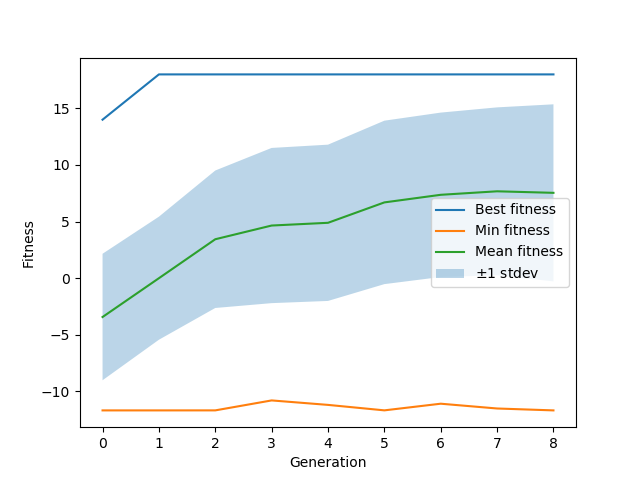 Fitness
15
10
5
0
−5
−10
Best fitness
Min fitness
Mean fitness
±1 stdev
0 1 2 3 4 5 6 7 8
Generation